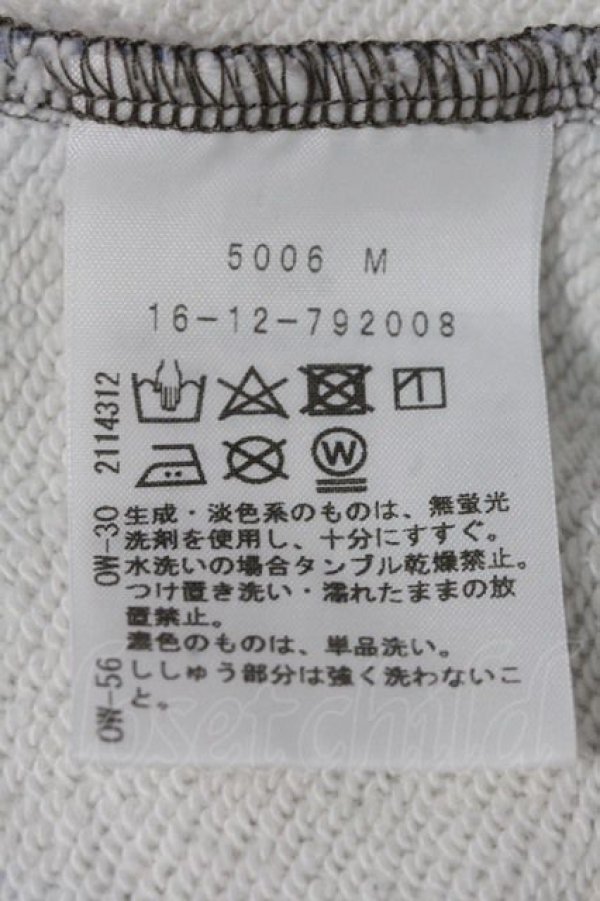 5006 M
16-12-792008
2114312
W
生成・淡色系のものは、無蛍光
洗剤を使用し、十分にすすぐ。
水洗いの場合タンブル乾燥禁止。
つけ置き洗い・濡れたままの放
置禁止。
濃色のものは、単品洗い。
ししゅう部分は強く洗わないこ
と。
OW-30
OW-56
closet child